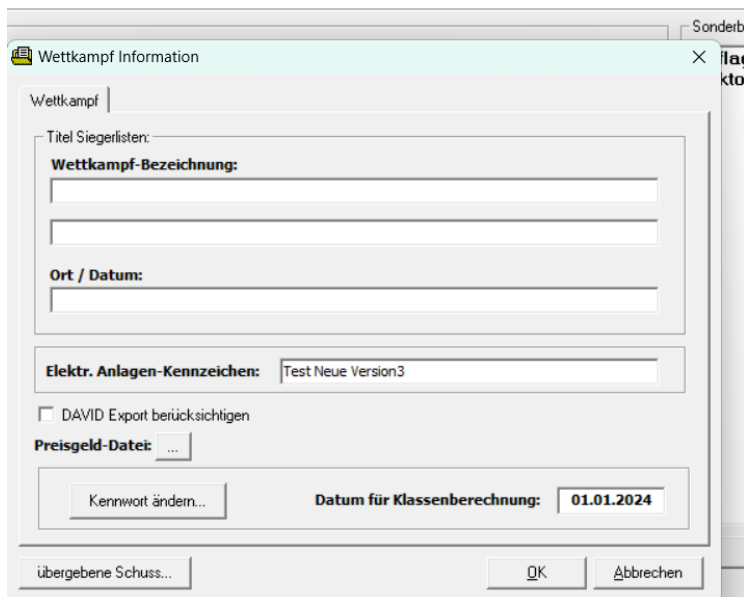 Sonderb
Wettkampf Information
Wettkampf
Titel Siegerlisten:
Wettkampf-Bezeichnung:
Ort / Datum:
Elektr. Anlagen-Kennzeichen: Test Neue Version3
DAVID Export berücksichtigen
Preisgeld-Datei: ...
Kennwort ändern... Datum für Klassenberechnung: 01.01.2024
übergebene Schuss... OK Abbrechen